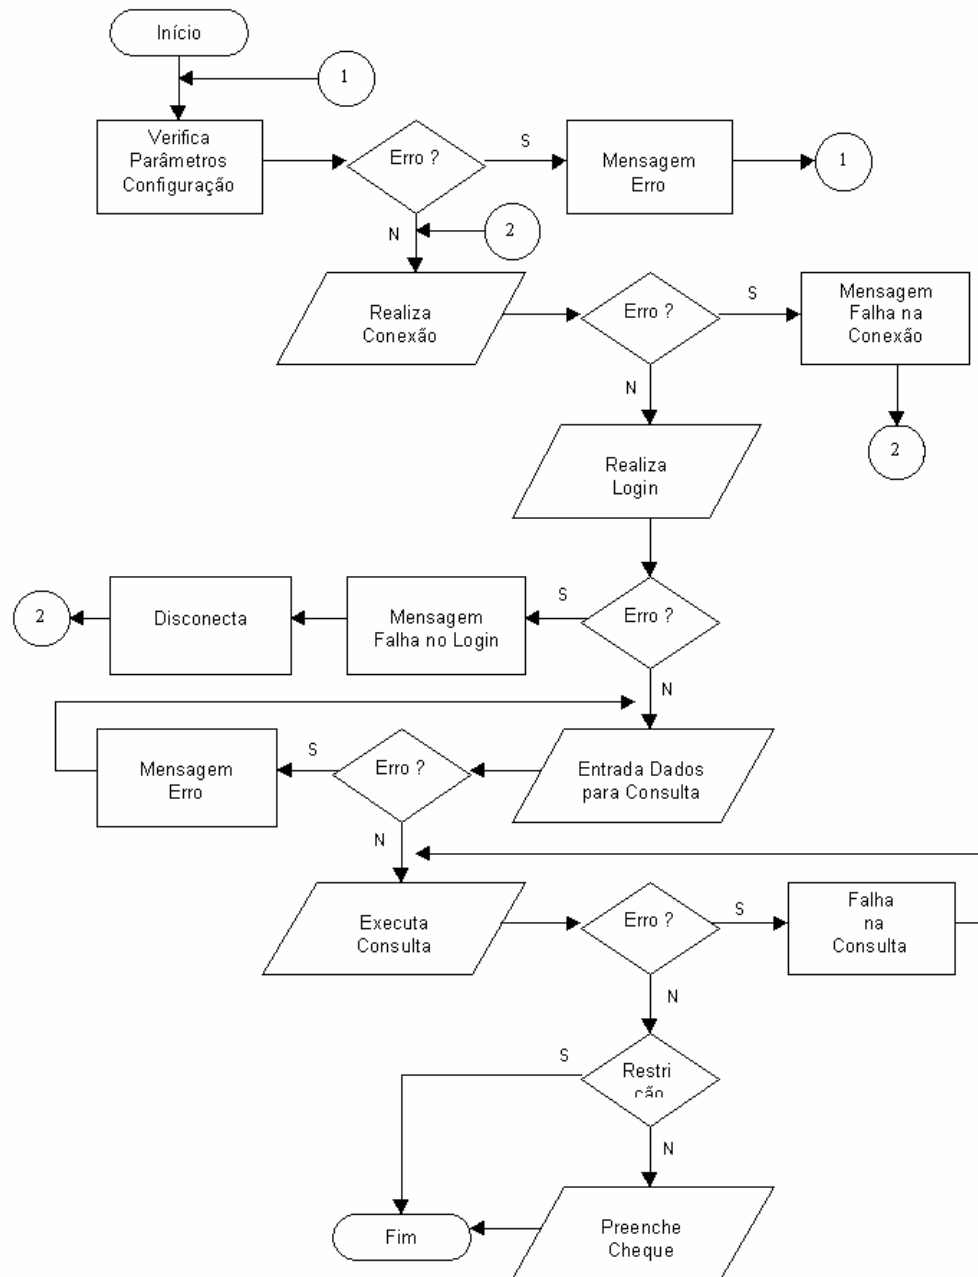 Início
1
Verifica
Parâmetros
Configuração
Erro ?
S
Mensagem
Erro
1
N
2
Realiza
Conexão
Erro ?
S
Mensagem
Falha na
Conexão
N
2
Realiza
Login
2
Disconecta
Mensagem
Falha no Login
S
Erro ?
N
Mensagem
Erro
S
Erro ?
Entrada Dados
para Consulta
N
Executa
Consulta
Erro ?
S
Falha
na
Consulta
N
S
Restri
ção
N
Fim
Preenche
Cheque